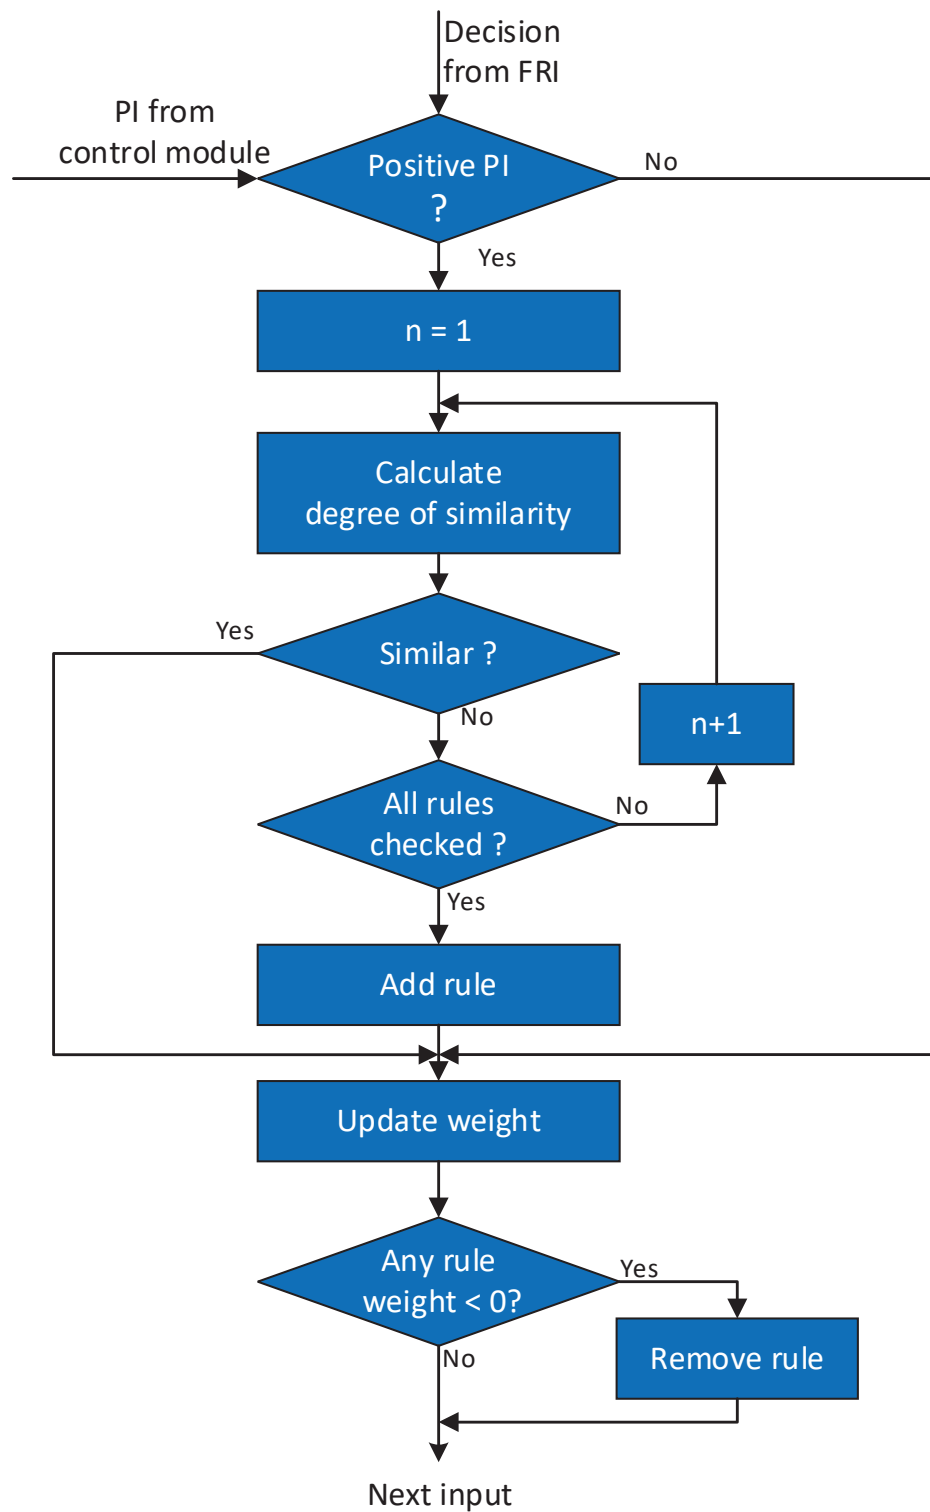 Decision
from FRI
PI from
control module
Positive PI
?
No
Yes
n = 1
Calculate
degree of similarity
Yes
Similar ?
No
n+1
All rules
checked ?
No
Yes
Add rule
Update weight
Any rule
weight < 0?
Yes
No
Remove rule
Next input